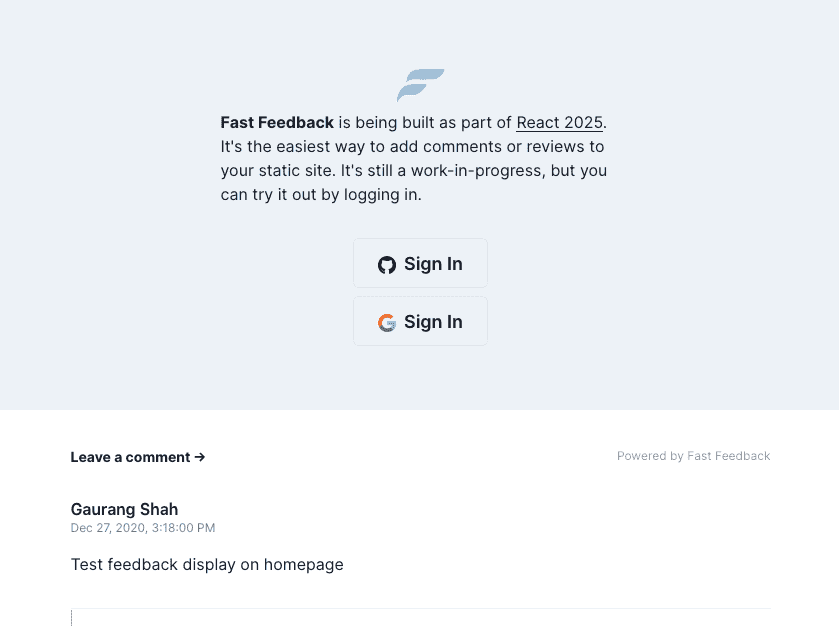 Fast Feedback is being built as part of React 2025.
It's the easiest way to add comments or reviews to
your static site. It's still a work-in-progress, but you
can try it out by logging in.
Sign In
Sign In
Leave a comment →
Powered by Fast Feedback
Gaurang Shah
Dec 27, 2020, 3:18:00 PM
Test feedback display on homepage